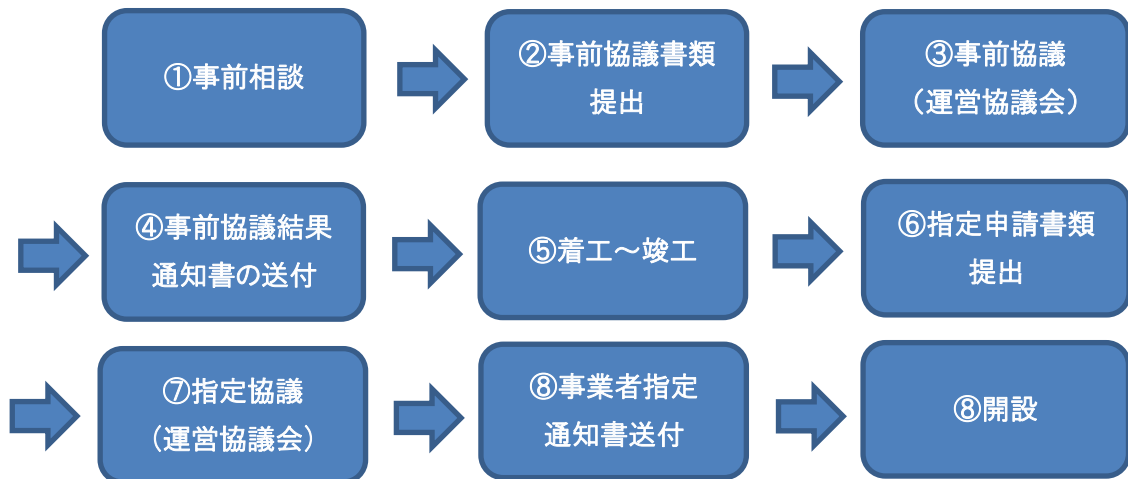 ①事前相談
②事前協議書類
提出
③事前協議
（運営協議会）
④事前協議結果
通知書の送付
⑤着工～竣工
⑥指定申請書類
提出
⑦指定協議
（運営協議会）
⑧事業者指定
通知書送付
⑧開設